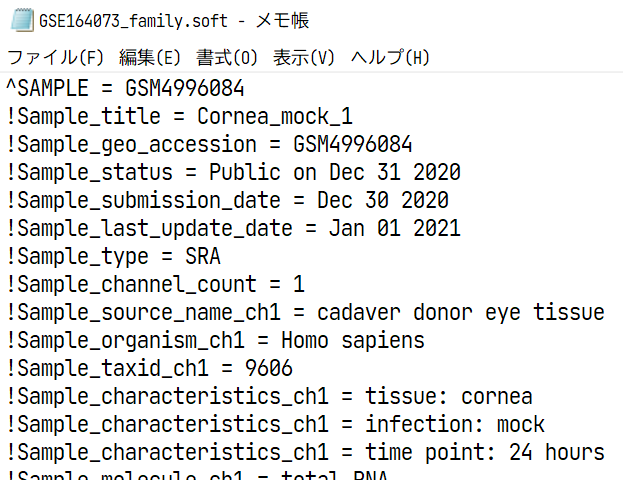 GSE164073_family.soft - メモ帳
ファイル(F) 編集(E) 書式(O) 表示(V) ヘルプ(H)
^SAMPLE = GSM4996084
!Sample_title = Cornea_mock_1
!Sample_geo_accession = GSM4996084
!Sample_status = Public on Dec 31 2020
!Sample_submission_date = Dec 30 2020
!Sample_last_update_date = Jan 01 2021
!Sample_type = SRA
!Sample_channel_count = 1
!Sample_source_name_ch1 = cadaver donor eye tissue
!Sample_organism_ch1 = Homo sapiens
!Sample_taxid_ch1 = 9606
!Sample_characteristics_ch1 = tissue: cornea
!Sample_characteristics_ch1 = infection: mock
!Sample_characteristics_ch1 = time point: 24 hours
!Sample_molecule_ch1 = total RNA